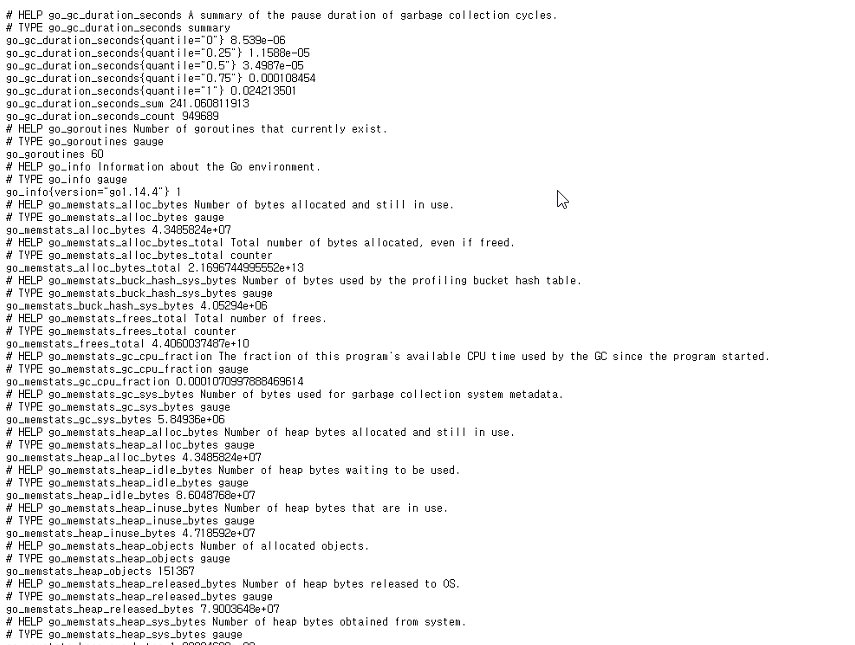 # HELP go_gc_duration_seconds A summary of the pause duration of garbage collection cycles.
# TYPE go_gc_duration_seconds summary
go_gc_duration_seconds{quantile="0"} 8.539e-06
go_gc_duration_seconds{quantile="0.25"} 1.1588e-05
go_gc_duration_seconds{quantile="0.5"} 3.4987e-05
go_gc_duration_seconds{quantile="0.75"} 0.000108454
go_gc_duration_seconds{quantile="1"} 0.024213501
go_gc_duration_seconds_sum 241.060811913
go_gc_duration_seconds_count 949689
# HELP go_goroutines Number of goroutines that currently exist.
# TYPE go_goroutines gauge
go_goroutines 60
# HELP go_info Information about the Go environment.
# TYPE go_info gauge
go_info{version="go1.14.4"} 1
# HELP go_memstats_alloc_bytes Number of bytes allocated and still in use.
# TYPE go_memstats_alloc_bytes gauge
go_memstats_alloc_bytes 4.3485824e+07
# HELP go_memstats_alloc_bytes_total Total number of bytes allocated, even if freed.
# TYPE go_memstats_alloc_bytes_total counter
go_memstats_alloc_bytes_total 2.1696744995552e+13
# HELP go_memstats_buck_hash_sys_bytes Number of bytes used by the profiling bucket hash table.
# TYPE go_memstats_buck_hash_sys_bytes gauge
go_memstats_buck_hash_sys_bytes 4.05294e+06
# HELP go_memstats_frees_total Total number of frees.
# TYPE go_memstats_frees_total counter
go_memstats_frees_total 4.4060037487e+10
# HELP go_memstats_gc_cpu_fraction The fraction of this program's available CPU time used by the GC since the program started.
# TYPE go_memstats_gc_cpu_fraction gauge
go_memstats_gc_cpu_fraction 0.0001070997888469614
# HELP go_memstats_gc_sys_bytes Number of bytes used for garbage collection system metadata.
# TYPE go_memstats_gc_sys_bytes gauge
go_memstats_gc_sys_bytes 5.84936e+06
# HELP go_memstats_heap_alloc_bytes Number of heap bytes allocated and still in use.
# TYPE go_memstats_heap_alloc_bytes gauge
go_memstats_heap_alloc_bytes 4.3485824e+07
# HELP go_memstats_heap_idle_bytes Number of heap bytes waiting to be used.
# TYPE go_memstats_heap_idle_bytes gauge
go_memstats_heap_idle_bytes 8.6048768e+07
# HELP go_memstats_heap_inuse_bytes Number of heap bytes that are in use.
# TYPE go_memstats_heap_inuse_bytes gauge
go_memstats_heap_inuse_bytes 4.718592e+07
# HELP go_memstats_heap_objects Number of allocated objects.
# TYPE go_memstats_heap_objects gauge
go_memstats_heap_objects 151367
# HELP go_memstats_heap_released_bytes Number of heap bytes released to OS.
# TYPE go_memstats_heap_released_bytes gauge
go_memstats_heap_released_bytes 7.9003648e+07
# HELP go_memstats_heap_sys_bytes Number of heap bytes obtained from system.
# TYPE go_memstats_heap_sys_bytes gauge